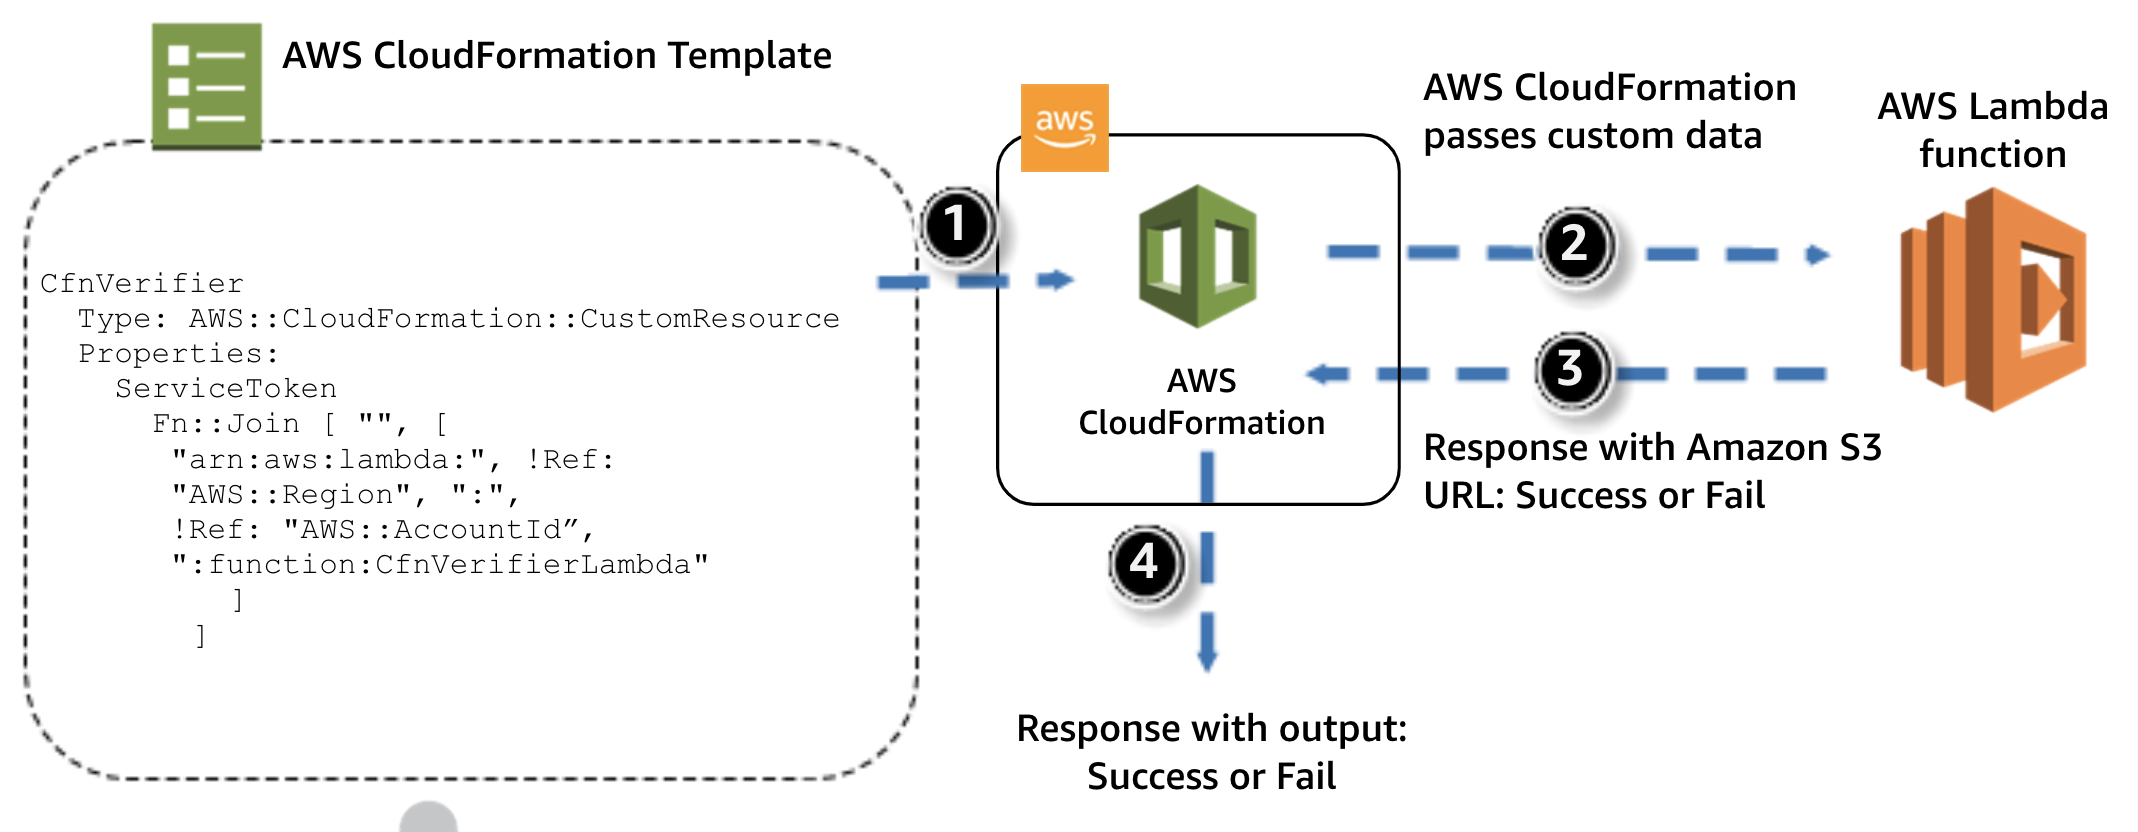 AWS CloudFormation Template
CfnVerifier
Type: AWS::CloudFormation::CustomResource
Properties:
ServiceToken
Fn::Join [ "", [
"arn:aws:lambda:", !Ref:
"AWS::Region", ":",
!Ref: "AWS::AccountId”,
":function:CfnVerifierLambda"
]
]
1
aws
AWS
CloudFormation
AWS CloudFormation
passes custom data
2
AWS Lambda
function
3
Response with Amazon S3
URL: Success or Fail
4
Response with output:
Success or Fail